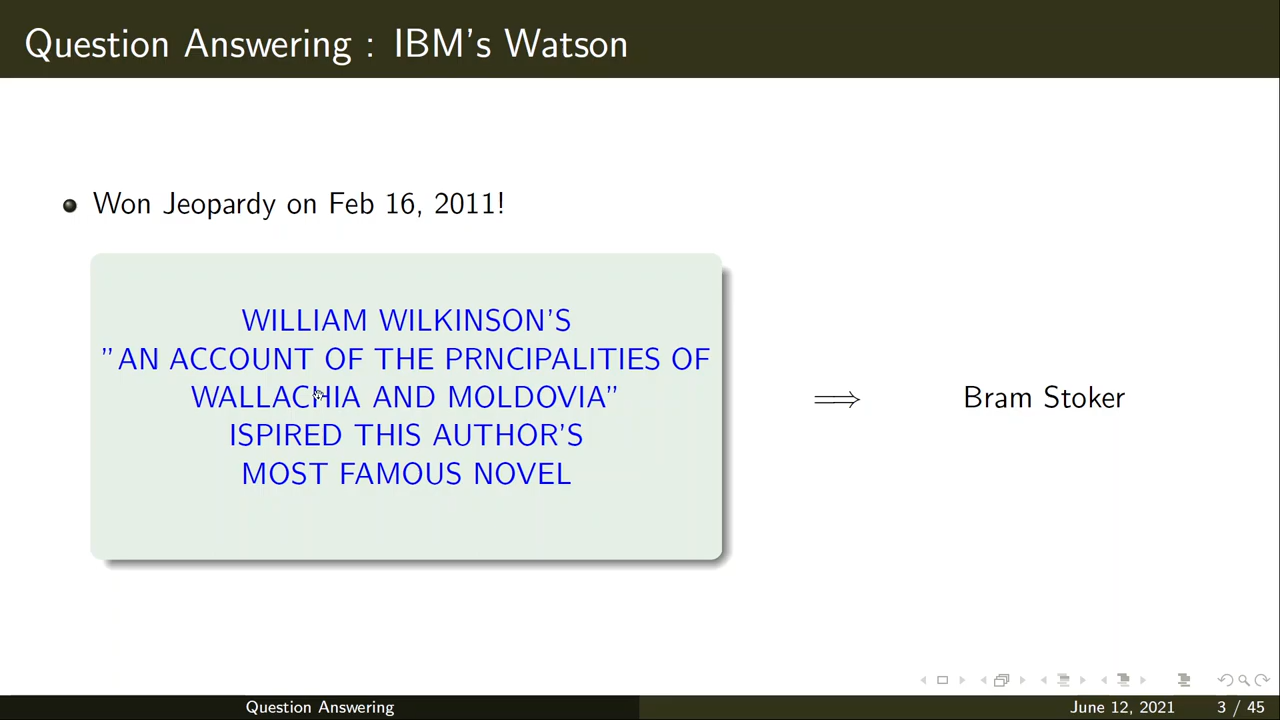 Question Answering : IBM's Watson
Won Jeopardy on Feb 16, 2011!
WILLIAM WILKINSON'S
"AN ACCOUNT OF THE PRNCIPALITIES OF
WALLACHIA AND MOLDOVIA"
ISPIRED THIS AUTHOR'S
MOST FAMOUS NOVEL
⟹ Bram Stoker
Question Answering June 12, 2021 3 / 45